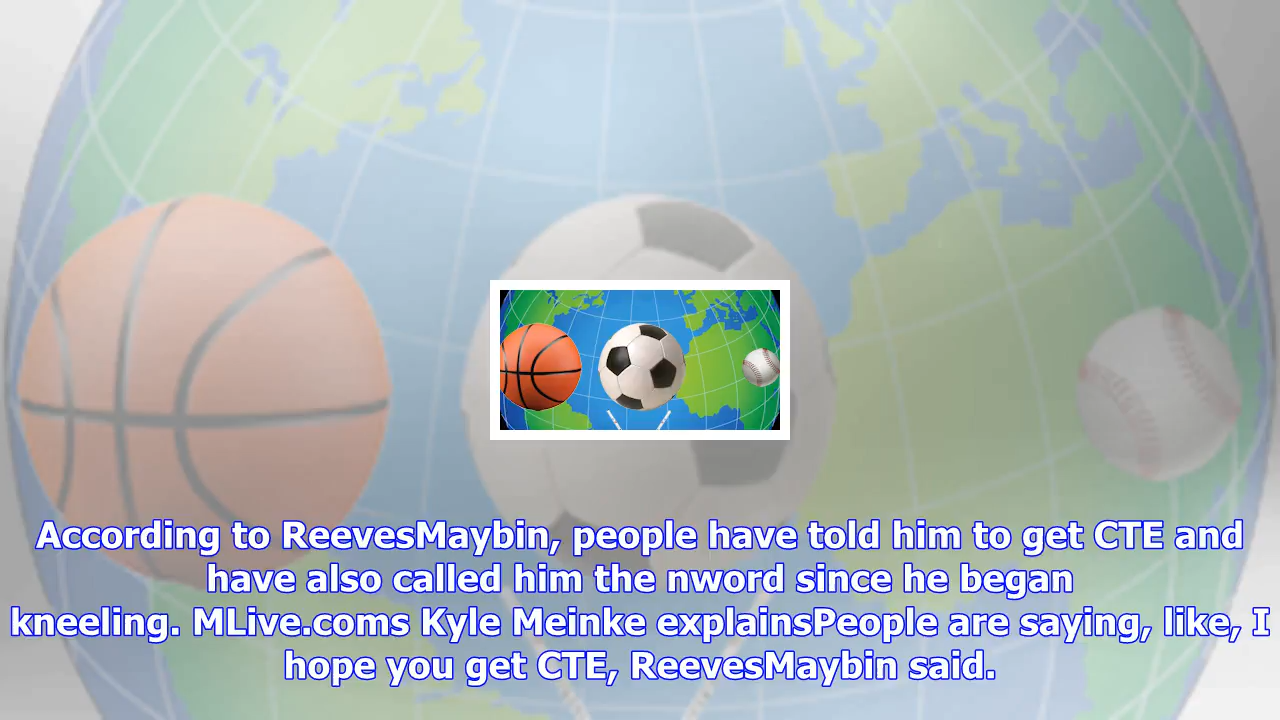 According to ReevesMaybin, people have told him to get CTE and
have also called him the nword since he began
kneeling. MLive.coms Kyle Meinke explainsPeople are saying, like, I
hope you get CTE, ReevesMaybin said.